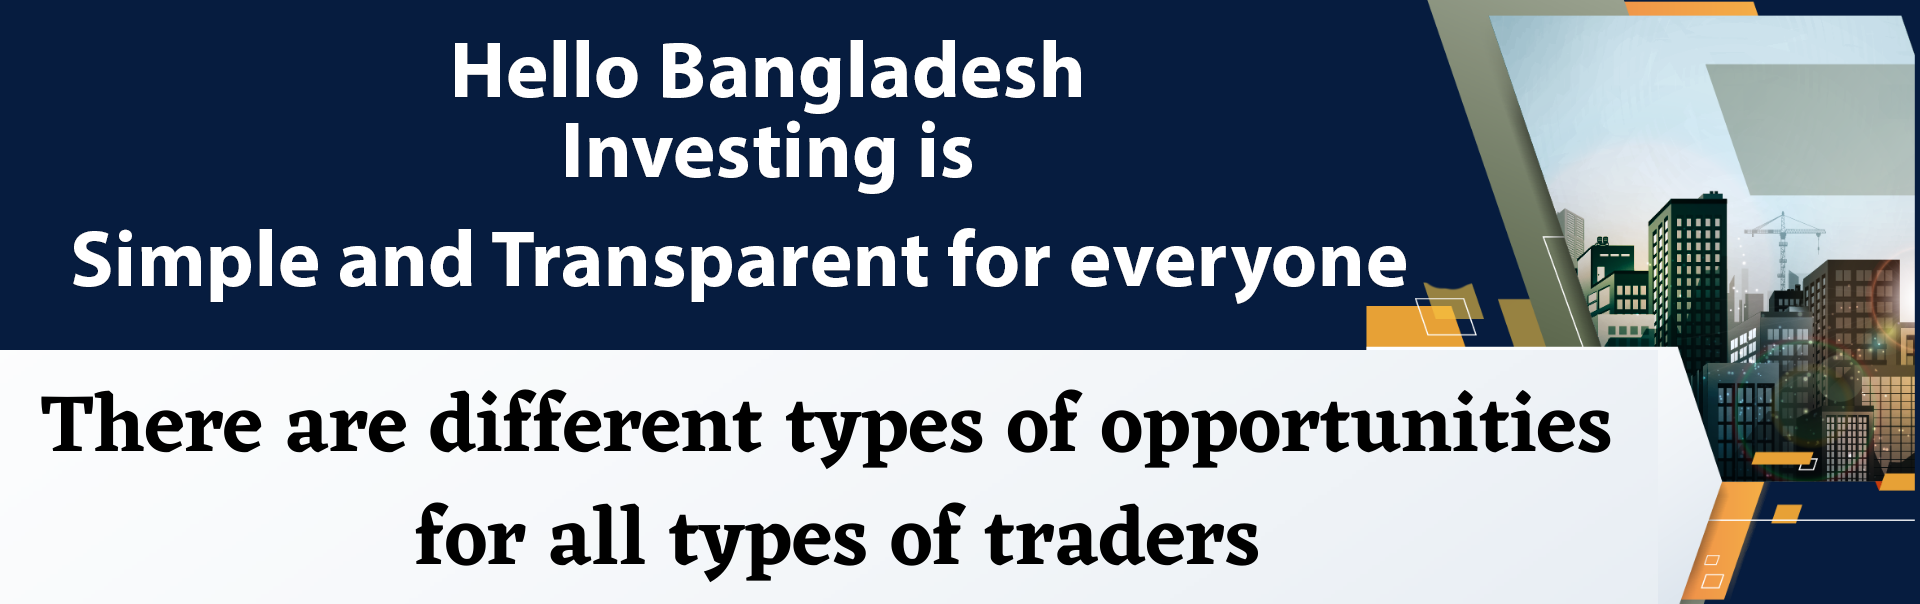 Hello Bangladesh
Investing is
Simple and Transparent for everyone
There are different types of opportunities
for all types of traders